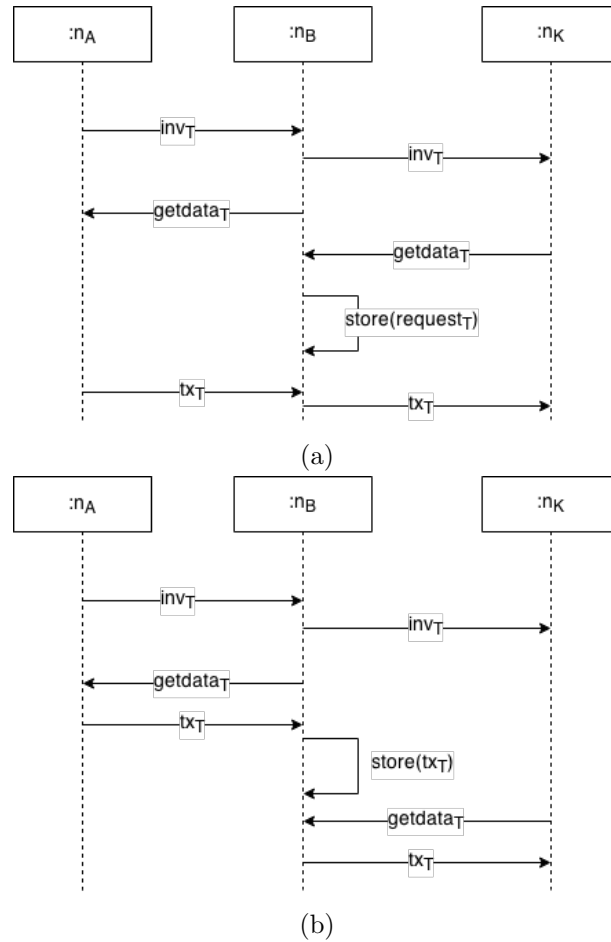 :nA :nB :nK
invT
invT
getdataT
getdataT
store(requestT)
txT
txT
(a)
:nA :nB :nK
invT
invT
getdataT
txT
store(txT)
getdataT
txT
(b)